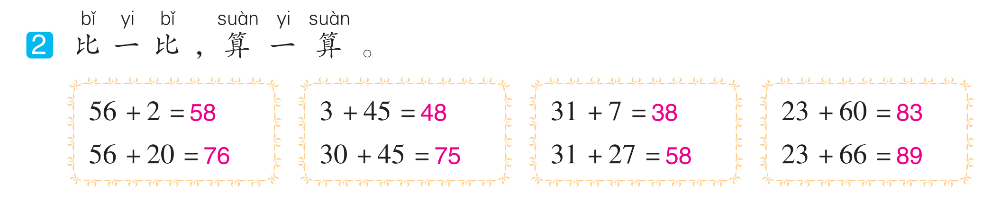 bǐ yi bǐ suàn yi suàn
2 比一比，算一算。
56 + 2 = 58 3 + 45 = 48 31 + 7 = 38 23 + 60 = 83
56 + 20 = 76 30 + 45 = 75 31 + 27 = 58 23 + 66 = 89